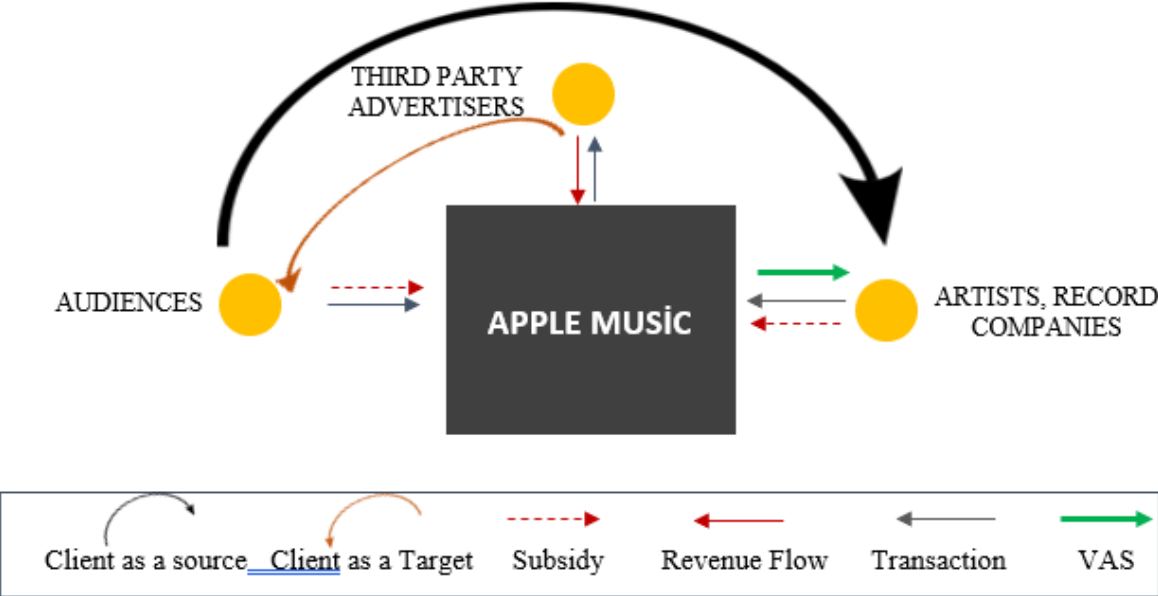 THIRD PARTY
ADVERTISERS
AUDIENCES
APPLE MUSİC
ARTISTS, RECORD
COMPANIES
Client as a source Client as a Target Subsidy Revenue Flow Transaction VAS